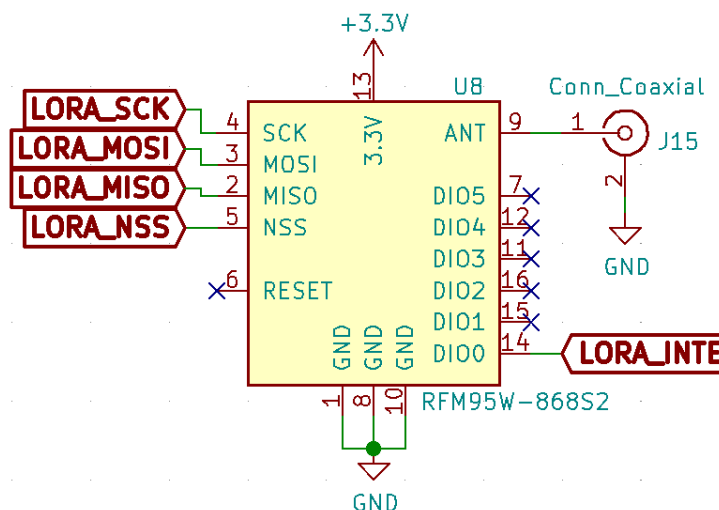 +3.3V
13
U8
Conn_Coaxial
LORA_SCK
4
SCK
3.3V
ANT
9
1
J15
LORA_MOSI
3
MOSI
2
LORA_MISO
2
MISO
DIO5
7
LORA_NSS
5
NSS
DIO4
12
GND
DIO3
11
6
RESET
DIO2
16
DIO1
15
DIO0
14
LORA_INTE
GND
GND
GND
1
8
10
RFM95W-868S2
GND